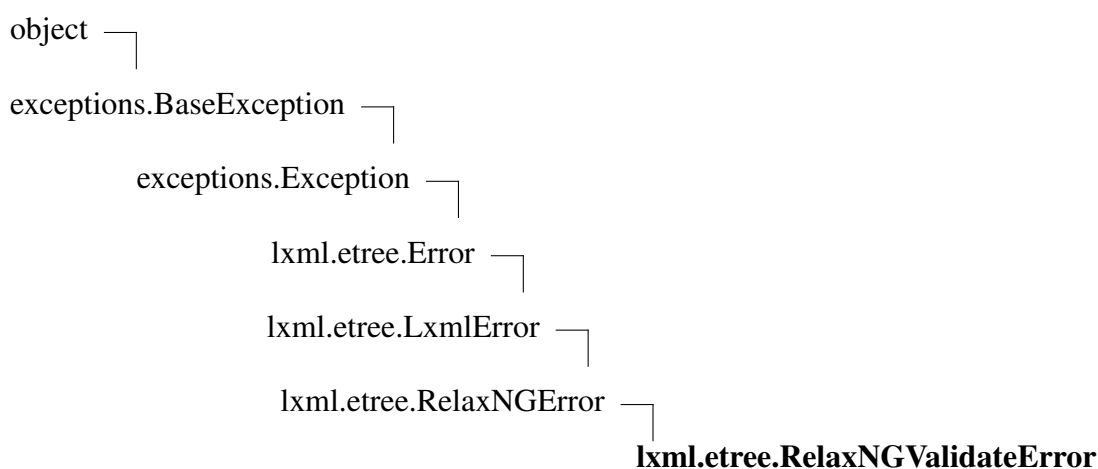 object
exceptions.BaseException
exceptions.Exception
lxml.etree.Error
lxml.etree.LxmlError
lxml.etree.RelaxNGError
lxml.etree.RelaxNGValidateError